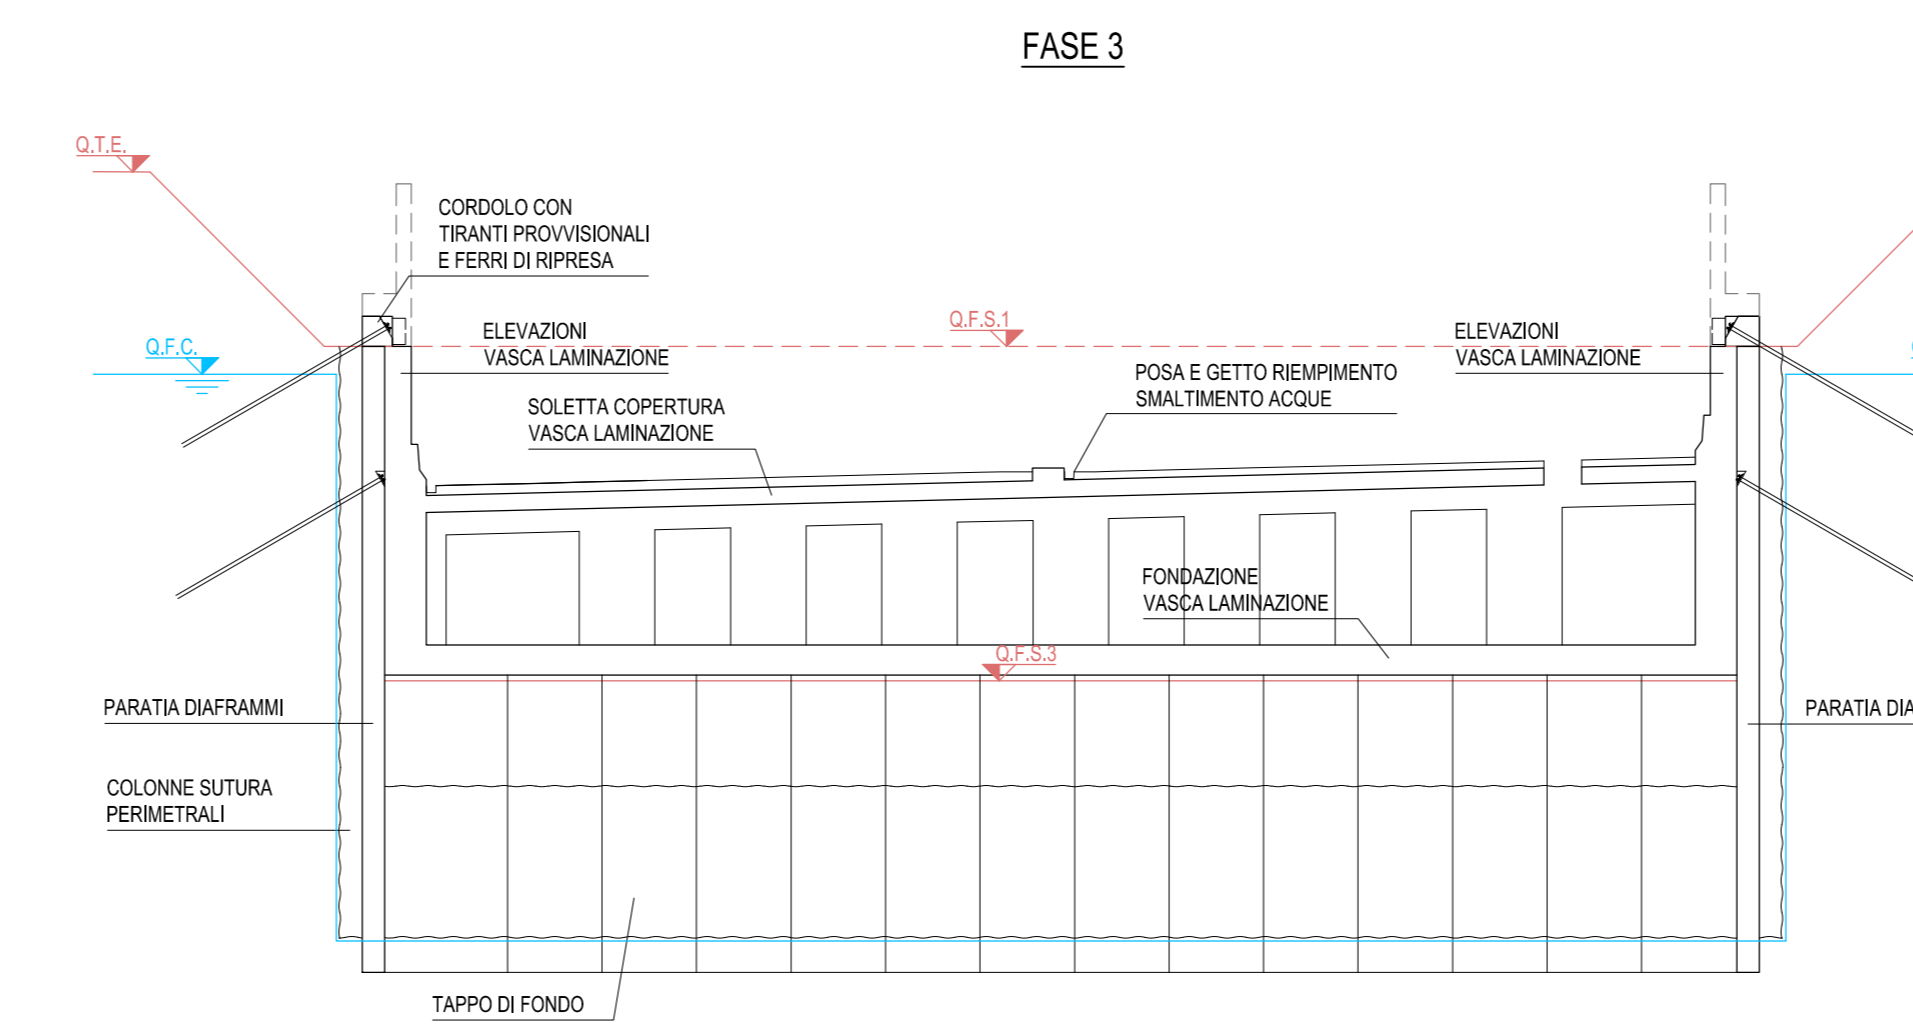 FASE 3
Q.T.E.
CORDOLO CON
TIRANTI PROVVISIONALI
E FERRI DI RIPRESA
Q.F.C.
ELEVAZIONI
VASCA LAMINAZIONE
Q.F.S.1
ELEVAZIONI
VASCA LAMINAZIONE
POSA E GETTO RIEMPIMENTO
SMALTIMENTO ACQUE
SOLETTA COPERTURA
VASCA LAMINAZIONE
FONDAZIONE
VASCA LAMINAZIONE
Q.F.S.3
PARATIA DIAFRAMMI
PARATIA DIA
COLONNE SUTURA
PERIMETRALI
TAPPO DI FONDO